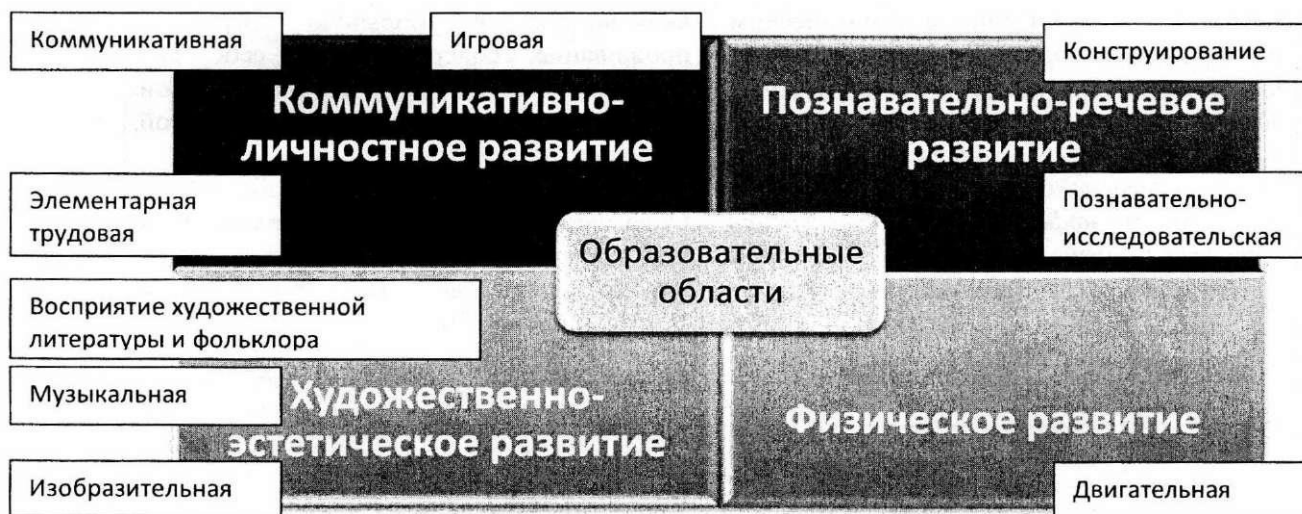 Коммуникативная
Игровая
Конструирование
Коммуникативно-
личностное развитие
Познавательно-речевое
развитие
Элементарная
трудовая
Познавательно-
исследовательская
Образовательные
области
Восприятие художественной
литературы и фольклора
Музыкальная
Художественно-
эстетическое развитие
Физическое развитие
Изобразительная
Двигательная